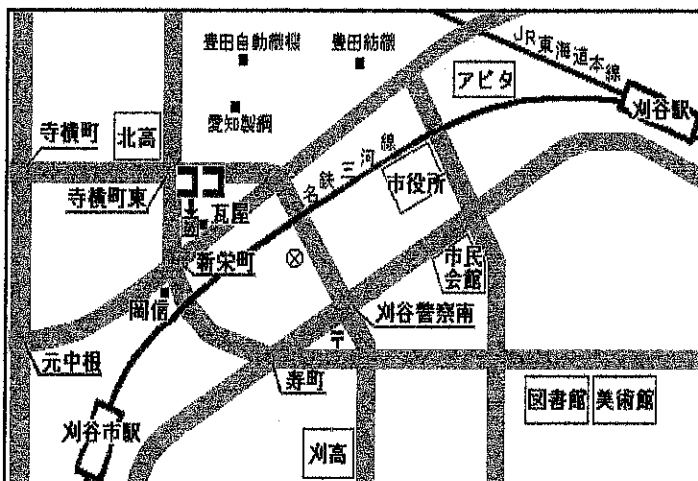 豊田自動織機
豊田紡織
JR東海道本線
アピタ
愛知製鋼
刈谷駅
寺横町
北高
名鉄三河線
市役所
寺横町東
瓦屋
新栄町
市民
会館
岡信
刈谷警察南
〒
元中根
寿町
図書館
美術館
刈谷市駅
刈高